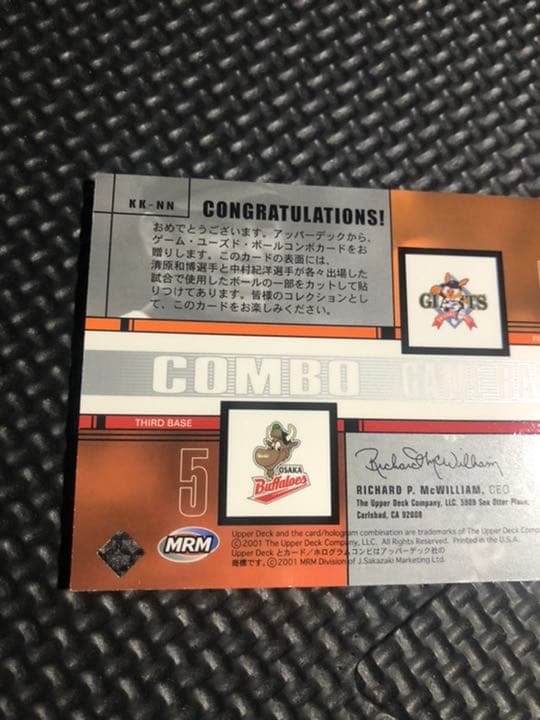 KK-NN
CONGRATULATIONS!
おめでとうございます。アッパーデックから、
ゲーム・ユーズド・ボールコンボカードをお
贈りします。このカードの表面には、
清原和博選手と中村紀洋選手が各々出場した
試合で使用したボールの一部をカットして貼
りつけてあります。皆様のコレクションとし
て、このカードをお楽しみください。
GIANTS
COMBO GAME BA
THIRD BASE
5
OSAKA
Buffaloes
Richard P. McWilliam
RICHARD P. McWILLIAM, CEO
The Upper Deck Company, LLC. 5909 Sea Otter Place,
Carlsbad, CA 92008
MRM
Upper Deck and the card/hologram combination are trademarks of The Upper Deck Comp
©2001 The Upper Deck Company, LLC. All Rights Reserved. Printed in the U.S.A.
Upper Deck とカード／ホログラムコンビはアッパーデック社の
商標です。©2001 MRM Division of J.Sakazaki Marketing Ltd.